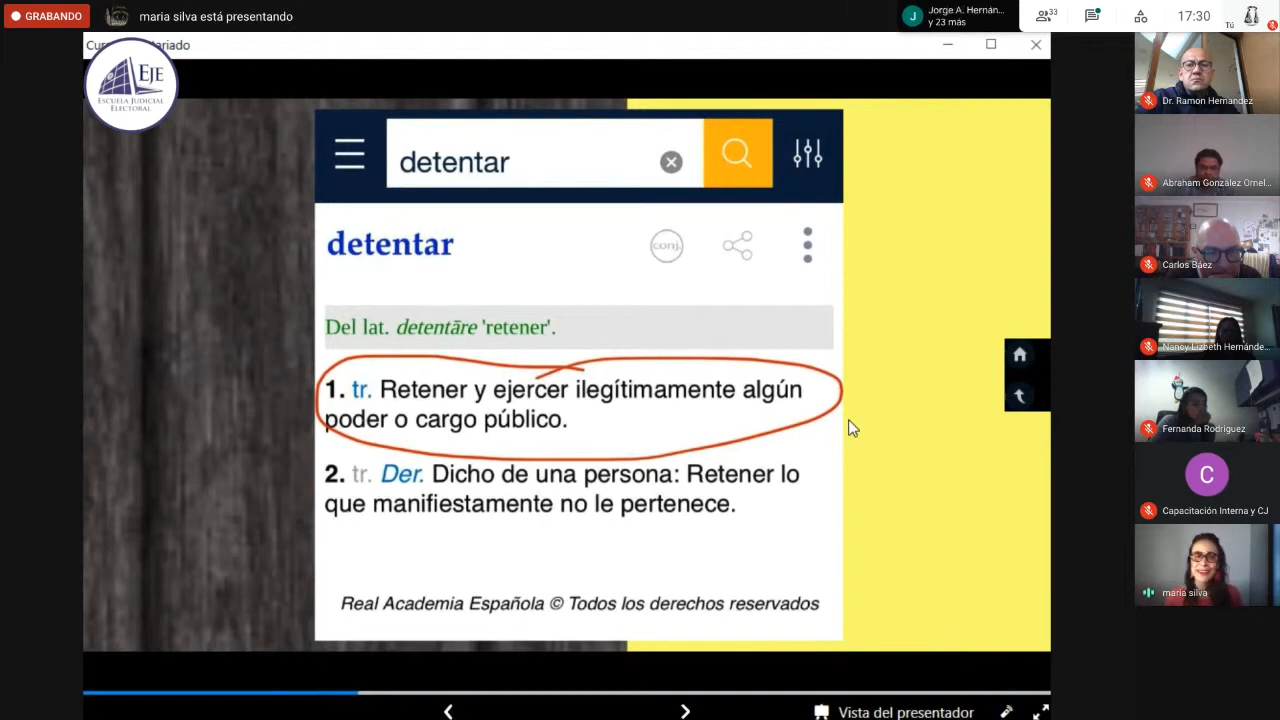 GRABANDO
maria silva está presentando
Jorge A. Hernán...
y 23 más
33
17:30
Tú
EJE
ESCUELA JUDICIAL
ELECTORAL
detentar
detentar
conj.
Del lat. detentāre 'retener'.
1. tr. Retener y ejercer ilegítimamente algún
poder o cargo público.
2. tr. Der. Dicho de una persona: Retener lo
que manifiestamente no le pertenece.
Real Academia Española © Todos los derechos reservados
Vista del presentador
J
Dr. Ramon Hernandez
Abraham González Ornel...
Carlos Báez
Nancy Lizbeth Hernánde...
Fernanda Rodriguez
C
Capacitación Interna y CJ
maria silva